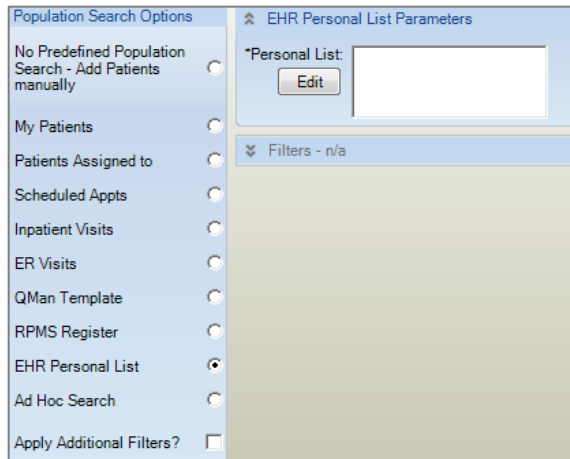 Population Search Options
No Predefined Population
Search - Add Patients
manually
My Patients
Patients Assigned to
Scheduled Appts
Inpatient Visits
ER Visits
QMan Template
RPMS Register
EHR Personal List
Ad Hoc Search
Apply Additional Filters?
EHR Personal List Parameters
*Personal List:
Edit
Filters - n/a